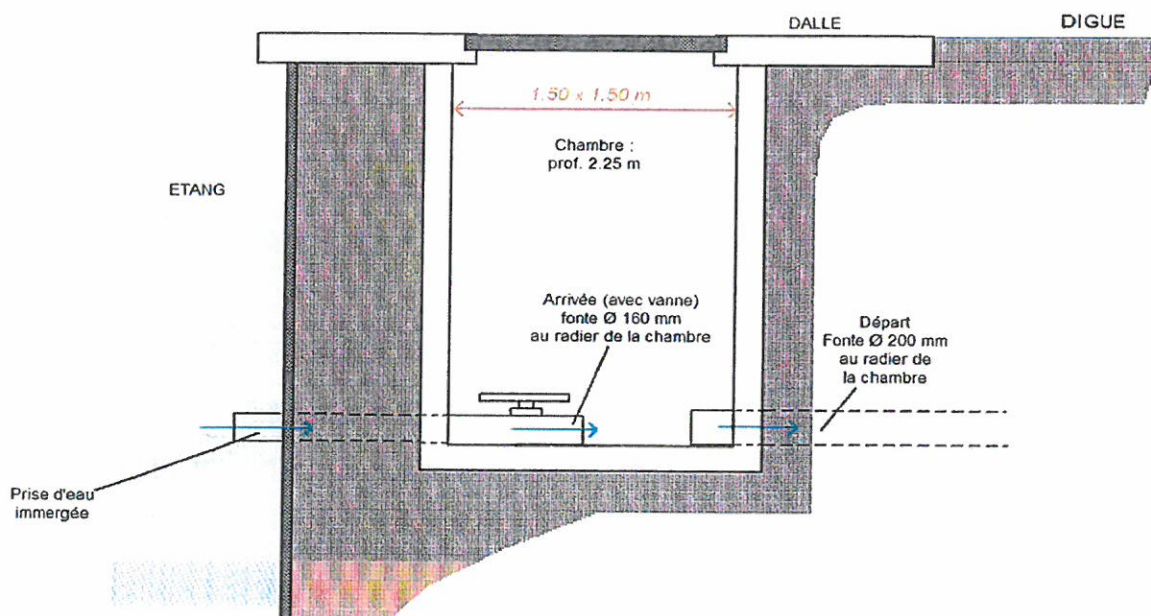 DALLE
DIGUE
1.50 x 1.50 m
Chambre :
prof. 2.25 m
ETANG
Arrivée (avec vanne)
fonte Ø 160 mm
au radier de la chambre
Départ
Fonte Ø 200 mm
au radier de
la chambre
Prise d'eau
immergée